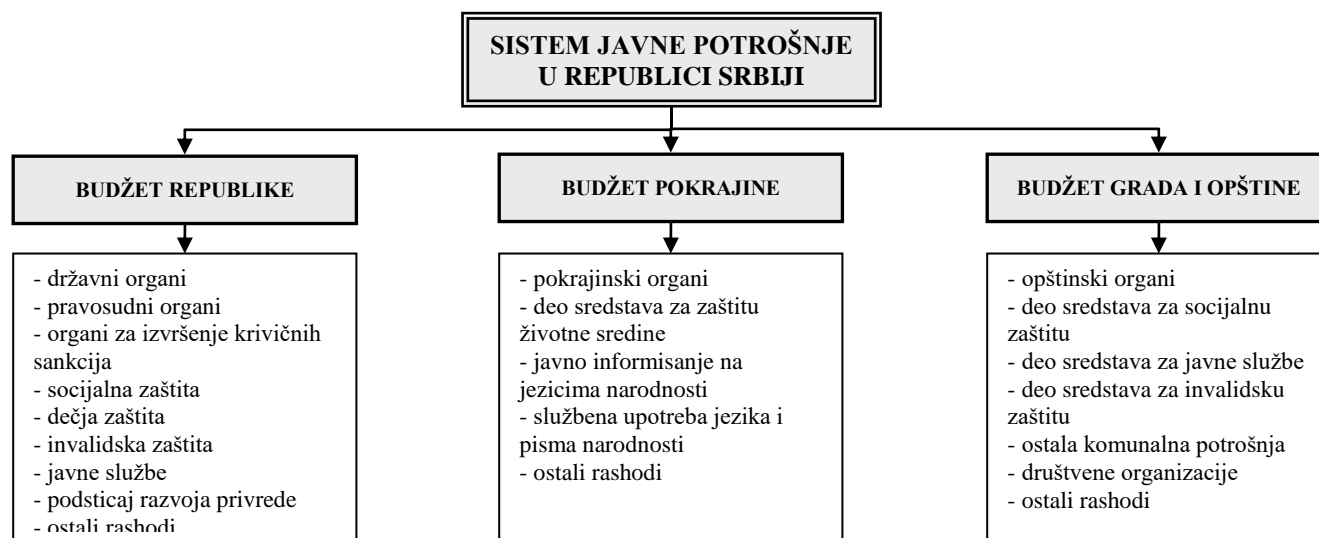 SISTEM JAVNE POTROŠNJE
U REPUBLICI SRBIJI
BUDŽET REPUBLIKE
BUDŽET POKRAJINE
BUDŽET GRADA I OPŠTINE
- državni organi
- pravosudni organi
- organi za izvršenje krivičnih
sankcija
- socijalna zaštita
- dečja zaštita
- invalidska zaštita
- javne službe
- podsticaj razvoja privrede
- ostali rashodi
- pokrajinski organi
- deo sredstava za zaštitu
životne sredine
- javno informisanje na
jezicima narodnosti
- službena upotreba jezika i
pisma narodnosti
- ostali rashodi
- opštinski organi
- deo sredstava za socijalnu
zaštitu
- deo sredstava za javne službe
- deo sredstava za invalidsku
zaštitu
- ostala komunalna potrošnja
- društvene organizacije
- ostali rashodi